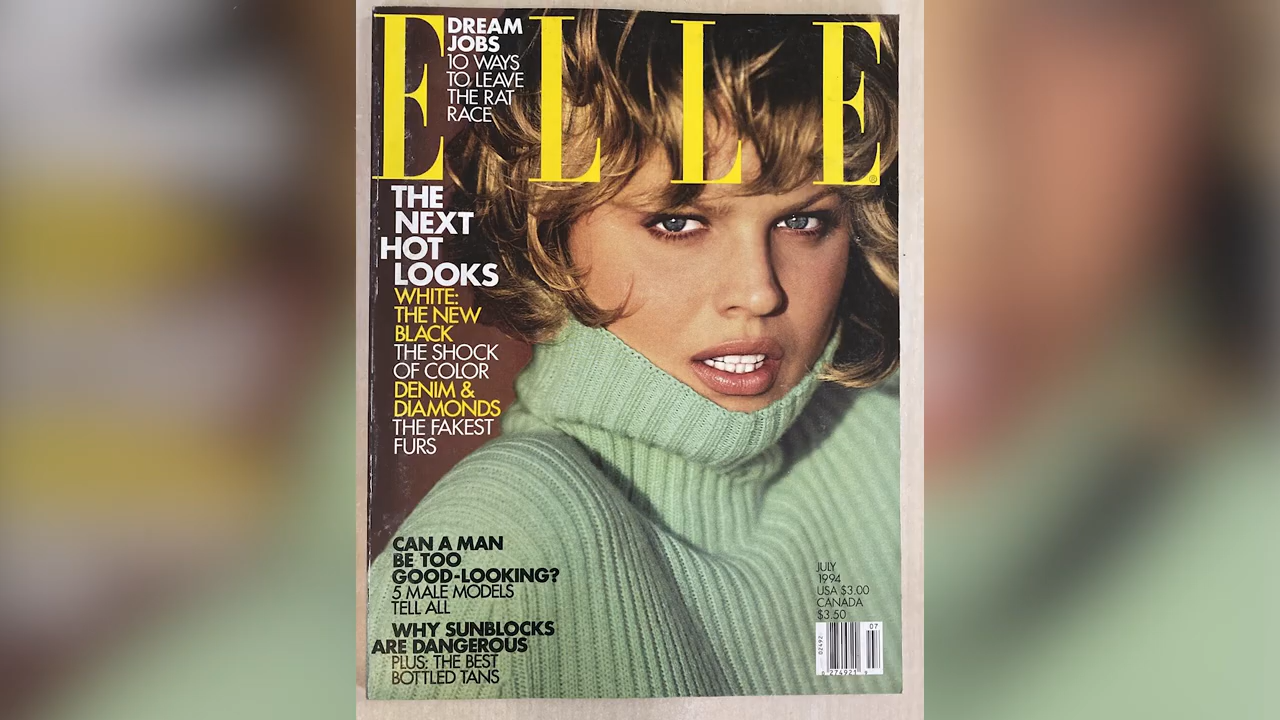 ELLE
DREAM
JOBS
10 WAYS
TO LEAVE
THE RAT
RACE
THE
NEXT
HOT
LOOKS
WHITE:
THE NEW
BLACK
THE SHOCK
OF COLOR
DENIM &
DIAMONDS
THE FAKEST
FURS
CAN A MAN
BE TOO
GOOD-LOOKING?
5 MALE MODELS
TELL ALL
WHY SUNBLOCKS
ARE DANGEROUS
PLUS: THE BEST
BOTTLED TANS
JULY
1994
USA $3.00
CANADA
$3.50
07
02492